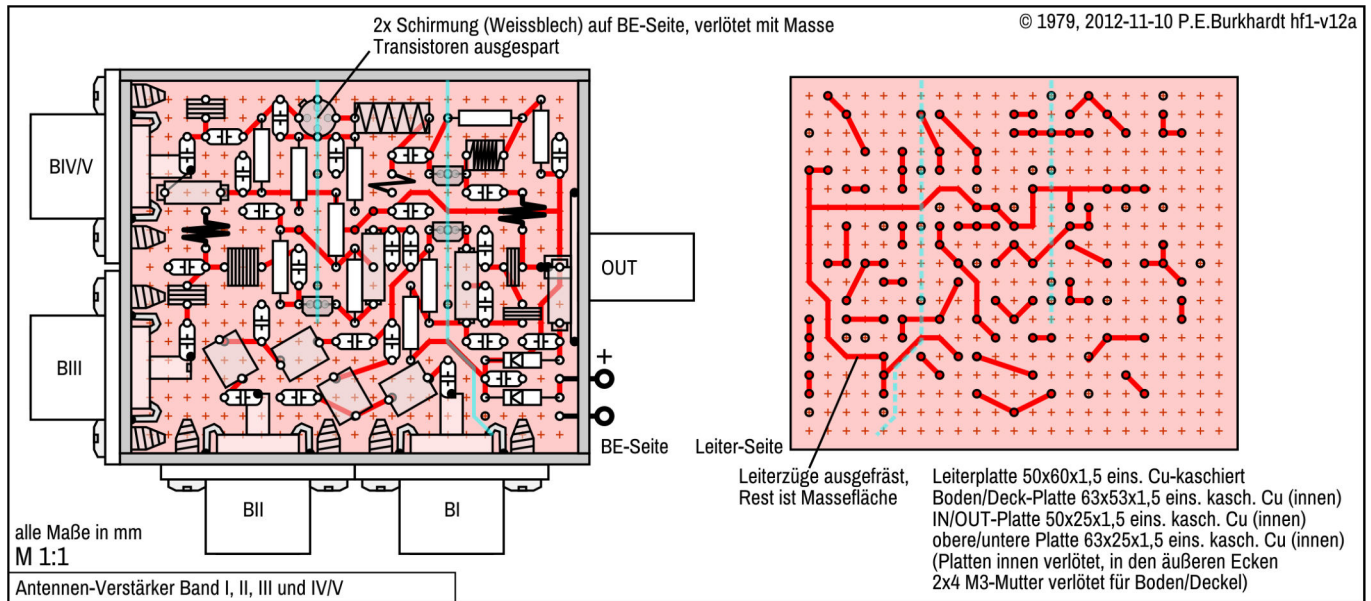 2x Schirmung (Weissblech) auf BE-Seite, verlötet mit Masse
Transistoren ausgespart
© 1979, 2012-11-10 P.E.Burkhardt hf1-v12a
BIV/V
BIII
OUT
+
BE-Seite
Leiter-Seite
BII
BI
Leiterzüge ausgefräst,
Rest ist Massefläche
Leiterplatte 50x60x1,5 eins. Cu-kaschiert
Boden/Deck-Platte 63x53x1,5 eins. kasch. Cu (innen)
IN/OUT-Platte 50x25x1,5 eins. kasch. Cu (innen)
obere/untere Platte 63x25x1,5 eins. kasch. Cu (innen)
(Platten innen verlötet, in den äußeren Ecken
2x4 M3-Mutter verlötet für Boden/Deckel)
alle Maße in mm
M 1:1
Antennen-Verstärker Band I, II, III und IV/V